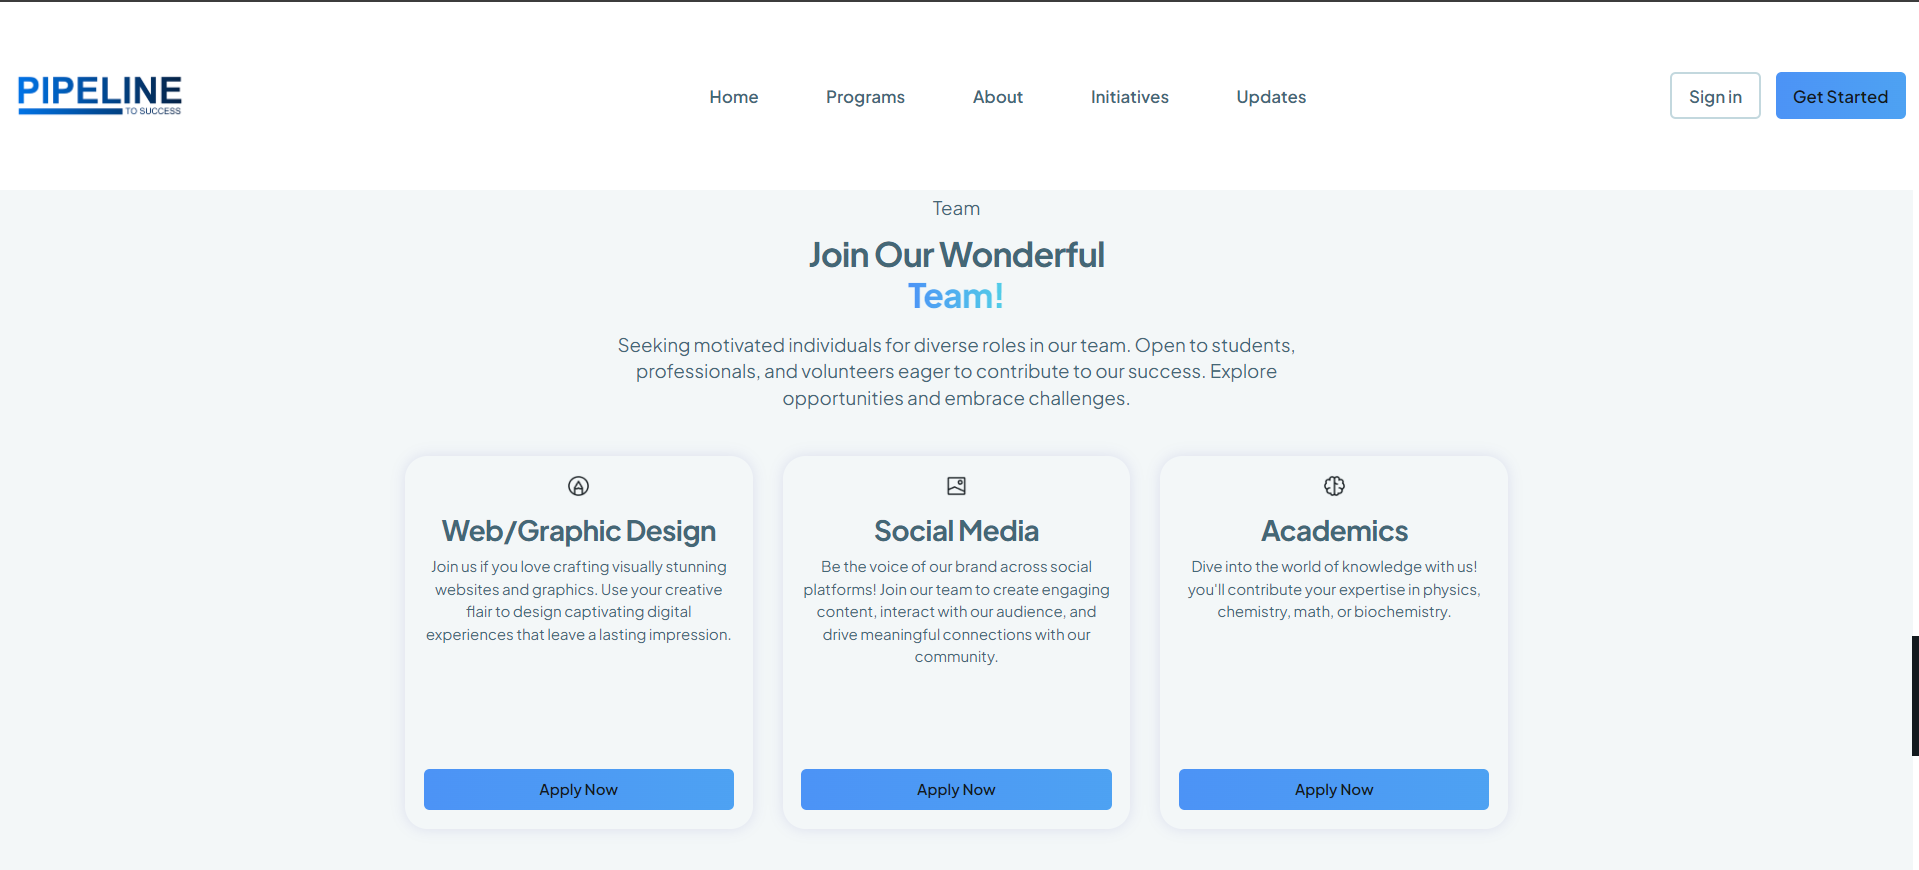 PIPELINE
TO SUCCESS
Home
Programs
About
Initiatives
Updates
Sign in
Get Started
Team
Join Our Wonderful
Team!
Seeking motivated individuals for diverse roles in our team. Open to students,
professionals, and volunteers eager to contribute to our success. Explore
opportunities and embrace challenges.
Web/Graphic Design
Join us if you love crafting visually stunning
websites and graphics. Use your creative
flair to design captivating digital
experiences that leave a lasting impression.
Apply Now
Social Media
Be the voice of our brand across social
platforms! Join our team to create engaging
content, interact with our audience, and
drive meaningful connections with our
community.
Apply Now
Academics
Dive into the world of knowledge with us!
you'll contribute your expertise in physics,
chemistry, math, or biochemistry.
Apply Now